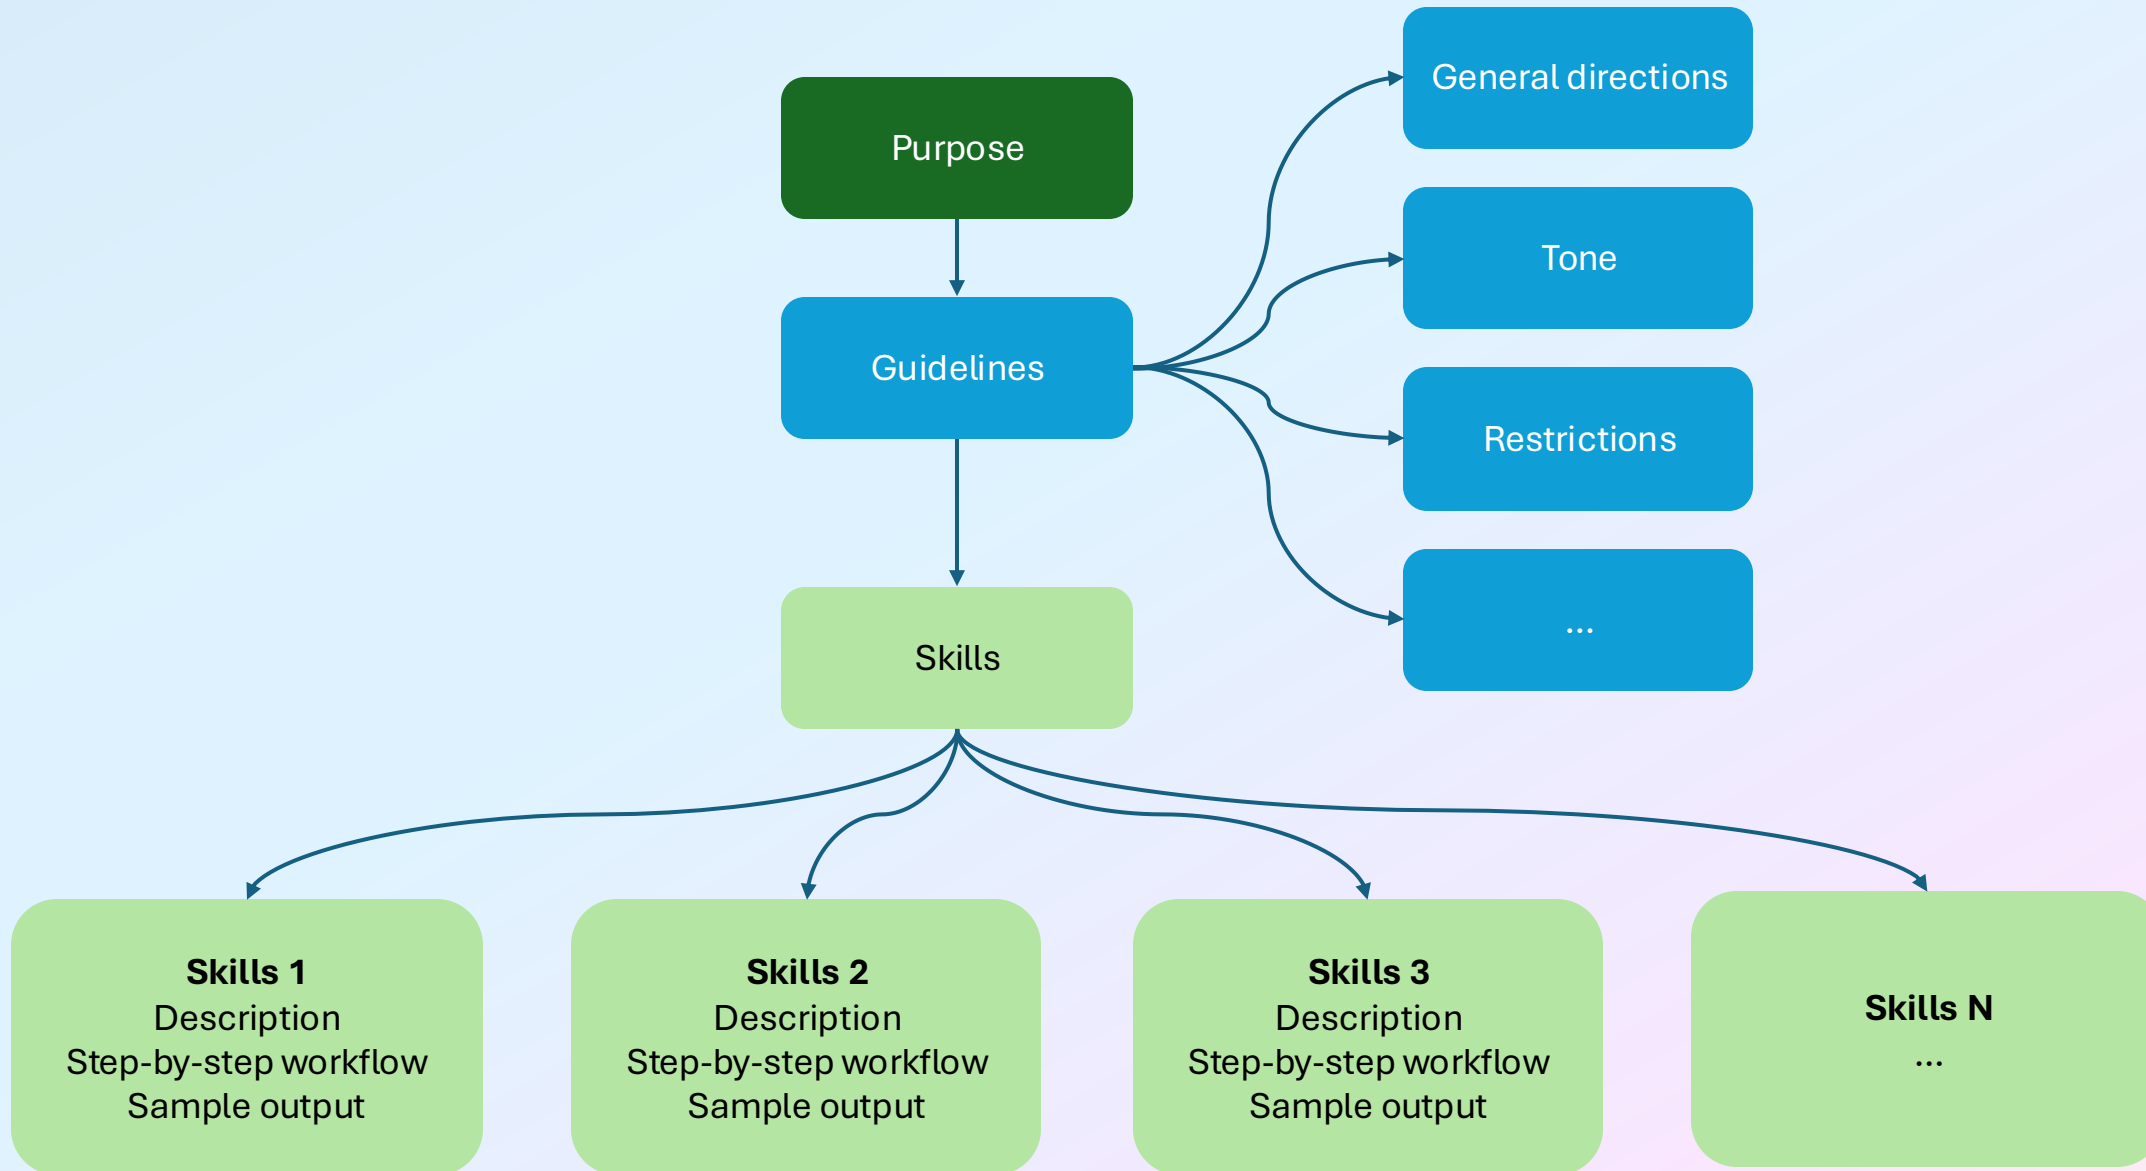 Purpose
Guidelines
General directions
Tone
Restrictions
...
Skills
Skills 1
Description
Step-by-step workflow
Sample output
Skills 2
Description
Step-by-step workflow
Sample output
Skills 3
Description
Step-by-step workflow
Sample output
Skills N
...